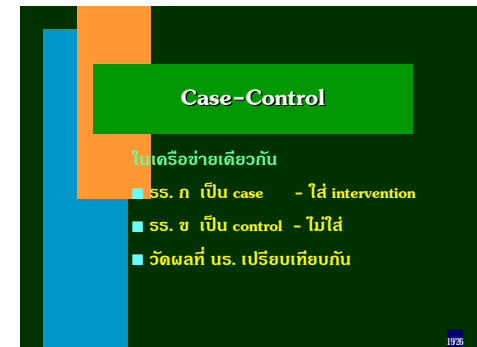 Case-Control
ในเครือข่ายเดียวกัน
รร. ก เป็น case - ใส่ intervention
รร. ข เป็น control - ไม่ใส่
วัดผลที่ นร. เปรียบเทียบกัน
19/26